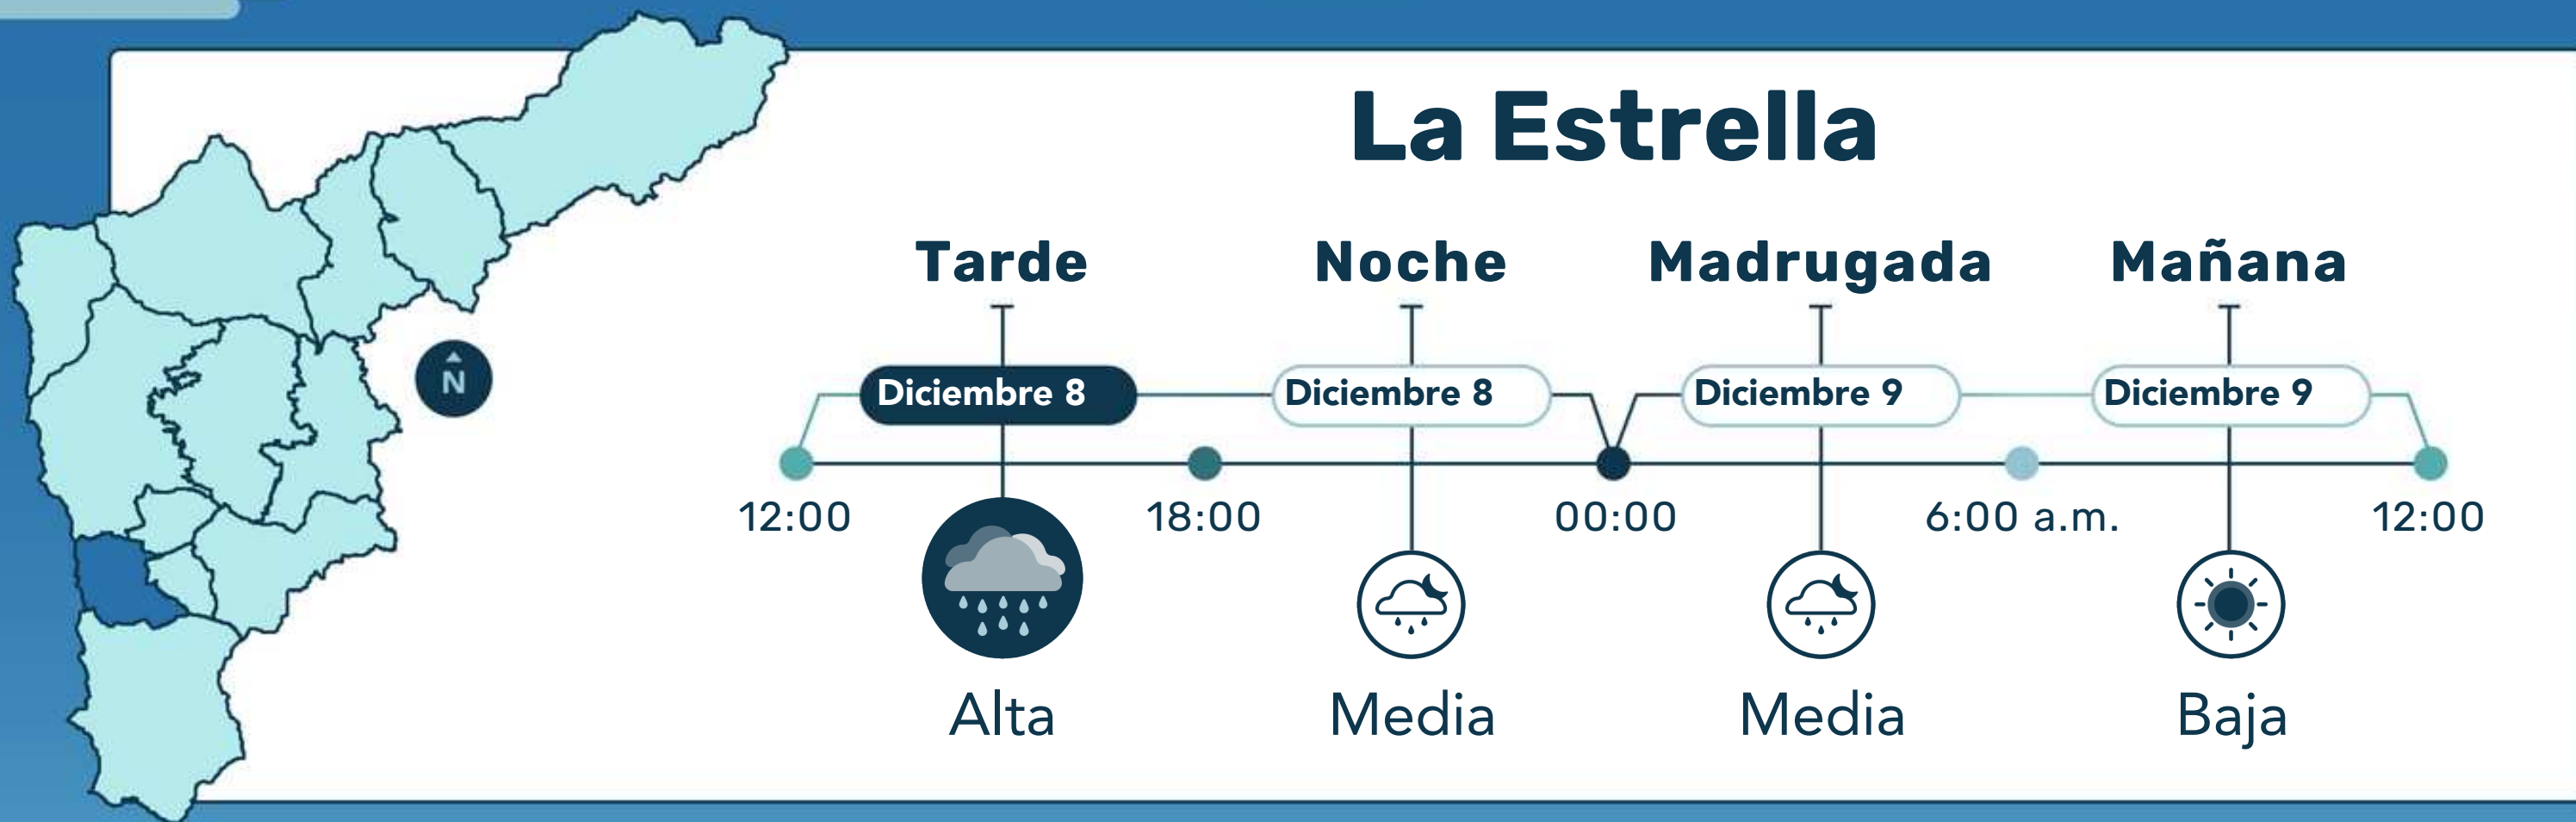 La Estrella
Tarde Noche Madrugada Mañana
Diciembre 8 Diciembre 8 Diciembre 9 Diciembre 9
N
12:00 18:00 00:00 6:00 a.m. 12:00
Alta Media Media Baja